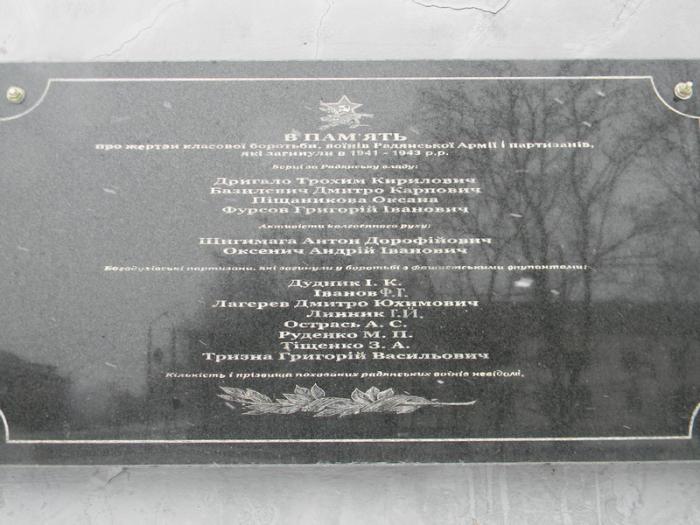 В ПАМ'ЯТЬ
про жертви класової боротьби, воїнів Радянської Армії і партизанів,
які загинули в 1941 - 1943 р.р.
Борці за Радянську владу:
Дригало Трохим Кирилович
Базилевич Дмитро Карпович
Піщаникова Оксана
Фурсов Григорій Іванович
Активісти колгоспного руху:
Шигимага Антон Дорофійович
Оксенич Андрій Іванович
Богодухівські партизани, які загинули у боротьбі з фашистськими окупантами:
Дудник І. К.
Іванов Ф.Г.
Лагерев Дмитро Юхимович
Линник Г.Й.
Острась А. С.
Руденко М. П.
Тіщенко З. А.
Тризна Григорій Васильович
Кількість і прізвища похованих радянських воїнів невідомі.